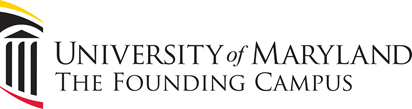 UNIVERSITY of MARYLAND
THE FOUNDING CAMPUS